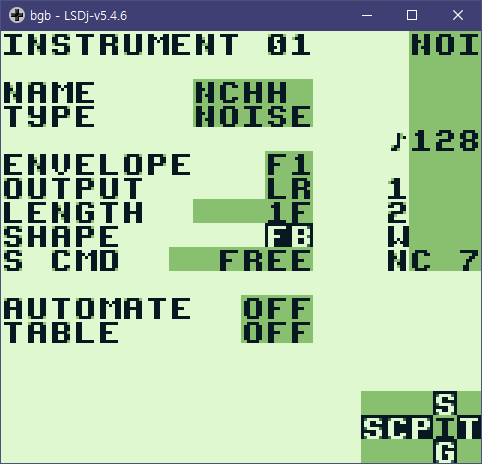 bgb - LSDj-v5.4.6
INSTRUMENT 01 NOI
NAME NCHH
TYPE NOISE
♪128
ENVELOPE F1
OUTPUT LR 1
LENGTH 1F 2
SHAPE FB W
S CMD FREE NC 7
AUTOMATE OFF
TABLE OFF
S
SCPIT
G